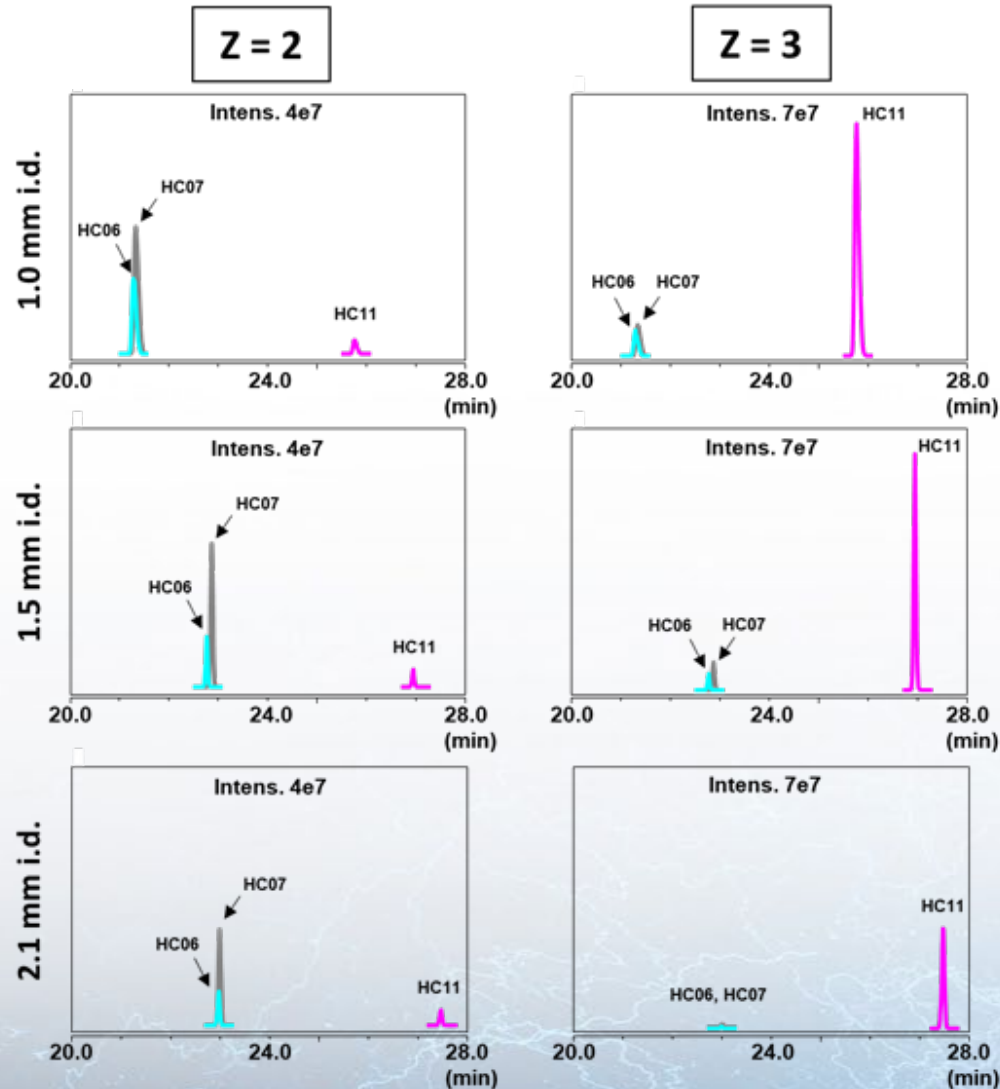 Z = 2
Z = 3
1.0 mm i.d.
Intens. 4e7
HC07
HC06
HC11
20.0 24.0 28.0
(min)
Intens. 7e7
HC11
HC06 HC07
20.0 24.0 28.0
(min)
1.5 mm i.d.
Intens. 4e7
HC07
HC06
HC11
20.0 24.0 28.0
(min)
Intens. 7e7
HC11
HC06 HC07
20.0 24.0 28.0
(min)
2.1 mm i.d.
Intens. 4e7
HC07
HC06
HC11
20.0 24.0 28.0
(min)
Intens. 7e7
HC11
HC06, HC07
20.0 24.0 28.0
(min)